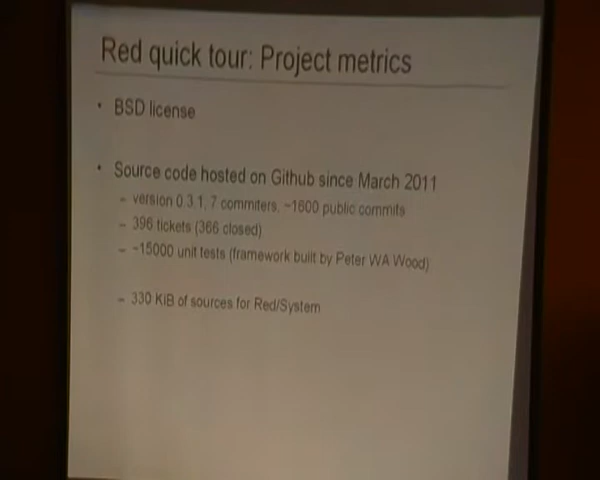 Red quick tour: Project metrics
• BSD license
• Source code hosted on Github since March 2011
– version 0.3.1, 7 commiters, ~1600 public commits
– 396 tickets (366 closed)
– ~15000 unit tests (framework built by Peter WA Wood)
– 330 KiB of sources for Red/System